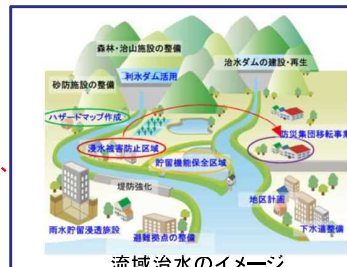 森林・治山施設の整備
治水ダムの建設・再生
利水ダム活用
砂防施設の整備
ハザードマップ作成
防災集団移転事業
浸水被害防止区域
貯留機能保全区域
堤防強化
地区計画
雨水貯留浸透施設
下水道整備
避難拠点の整備
流域治水のイメージ